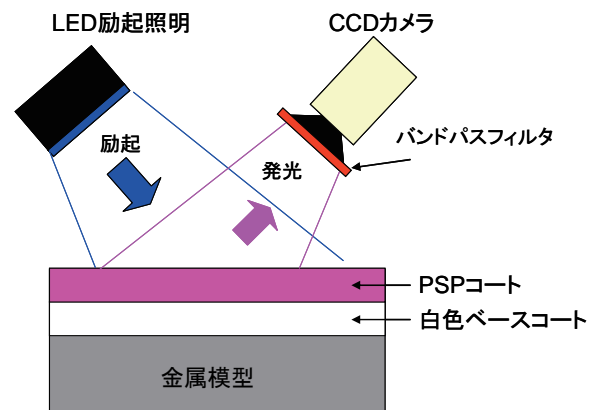 LED励起照明
CCDカメラ
励起
バンドパスフィルタ
発光
PSPコート
白色ベースコート
金属模型